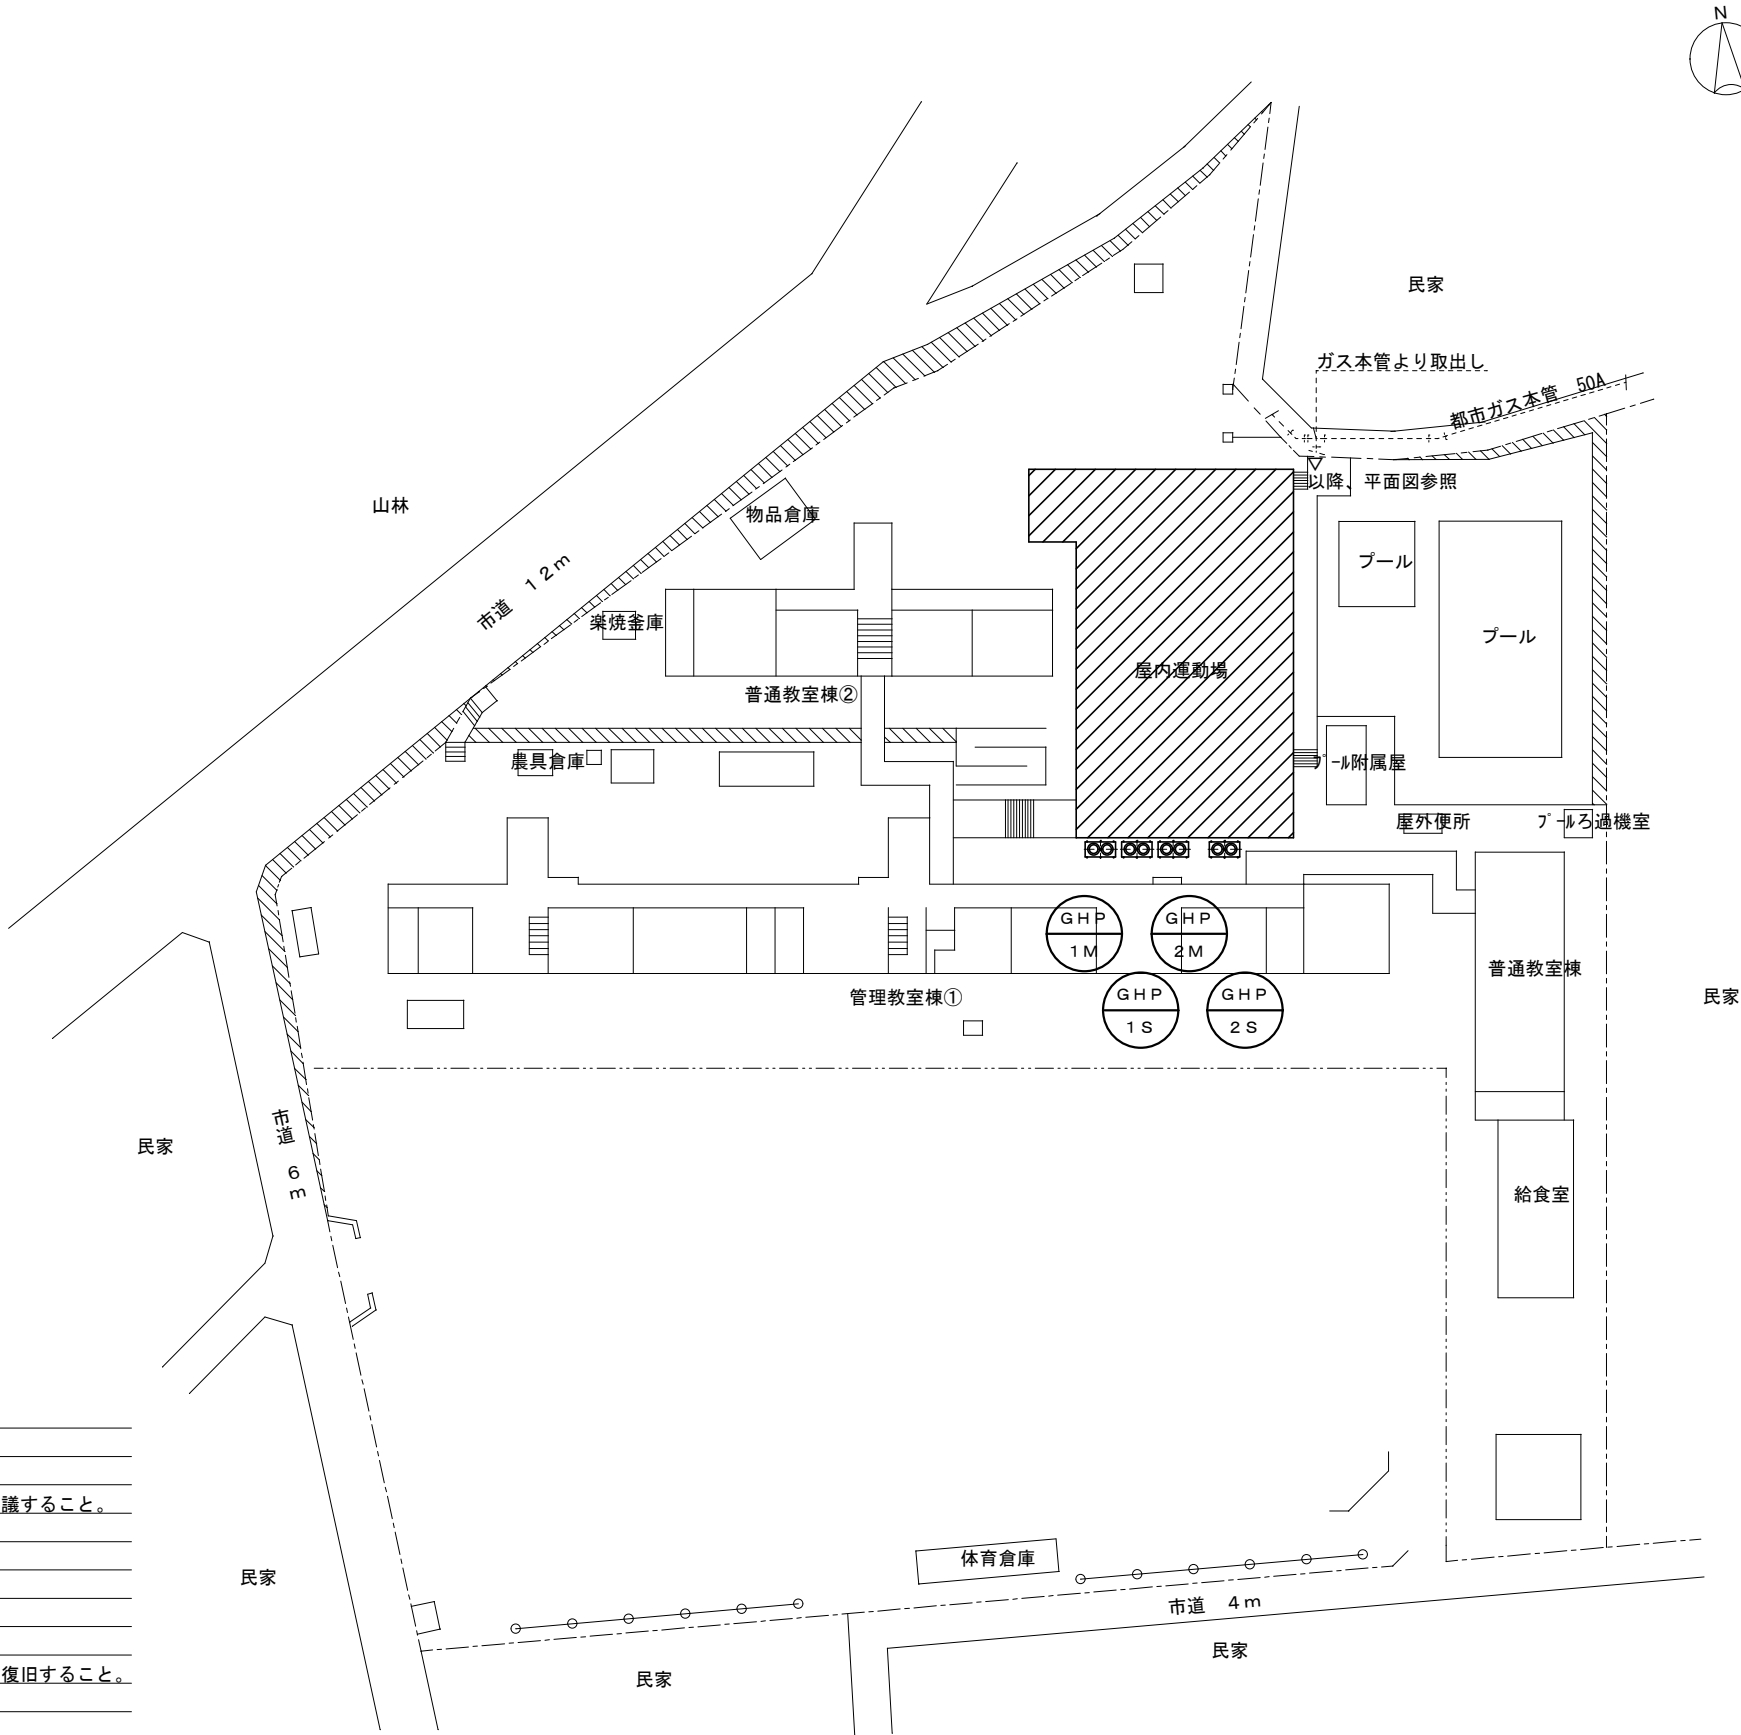 N
民家
ガス本管より取出し
都市ガス本管　50A
以降、平面図参照
山林
物品倉庫
プール
市道　１２ｍ
楽焼釜庫
プール
屋内運動場
普通教室棟②
農具倉庫
ﾌﾟｰﾙ附属屋
屋外便所
ﾌﾟｰﾙろ過機室
ＧＨＰ
１Ｍ
ＧＨＰ
２Ｍ
普通教室棟
管理教室棟①
ＧＨＰ
１Ｓ
ＧＨＰ
２Ｓ
民家
市道　６ｍ
民家
給食室
議すること。
体育倉庫
民家
市道　４ｍ
民家
復旧すること。
民家